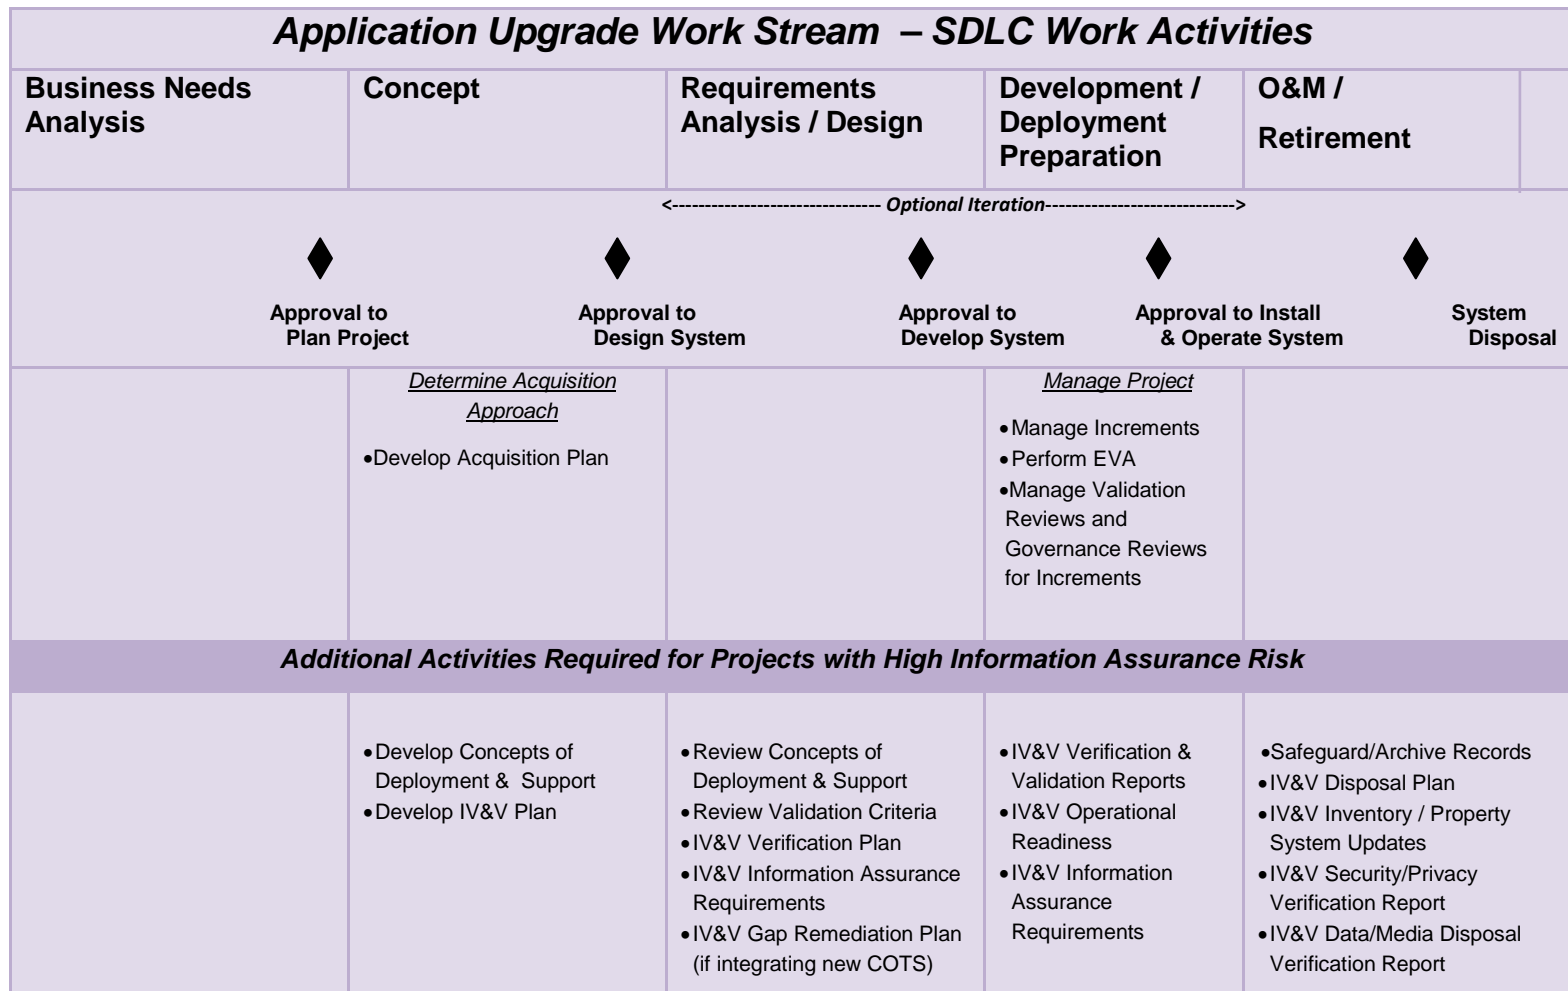 Application Upgrade Work Stream – SDLC Work Activities
Business Needs
Analysis
Concept
Requirements
Analysis / Design
Development /
Deployment
Preparation
O&M /
Retirement
<-------------------------------- Optional Iteration----------------------------->
Approval to
Plan Project
Approval to
Design System
Approval to
Develop System
Approval to Install
& Operate System
System
Disposal
Determine Acquisition
Approach
•Develop Acquisition Plan
Manage Project
•Manage Increments
•Perform EVA
•Manage Validation
Reviews and
Governance Reviews
for Increments
Additional Activities Required for Projects with High Information Assurance Risk
•Develop Concepts of
Deployment & Support
•Develop IV&V Plan
•Review Concepts of
Deployment & Support
•Review Validation Criteria
•IV&V Verification Plan
•IV&V Information Assurance
Requirements
•IV&V Gap Remediation Plan
(if integrating new COTS)
•IV&V Verification &
Validation Reports
•IV&V Operational
Readiness
•IV&V Information
Assurance
Requirements
•Safeguard/Archive Records
•IV&V Disposal Plan
•IV&V Inventory / Property
System Updates
•IV&V Security/Privacy
Verification Report
•IV&V Data/Media Disposal
Verification Report